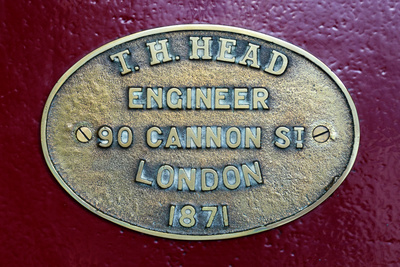 T. H. HEAD
ENGINEER
90 CANNON ST.
LONDON
1871